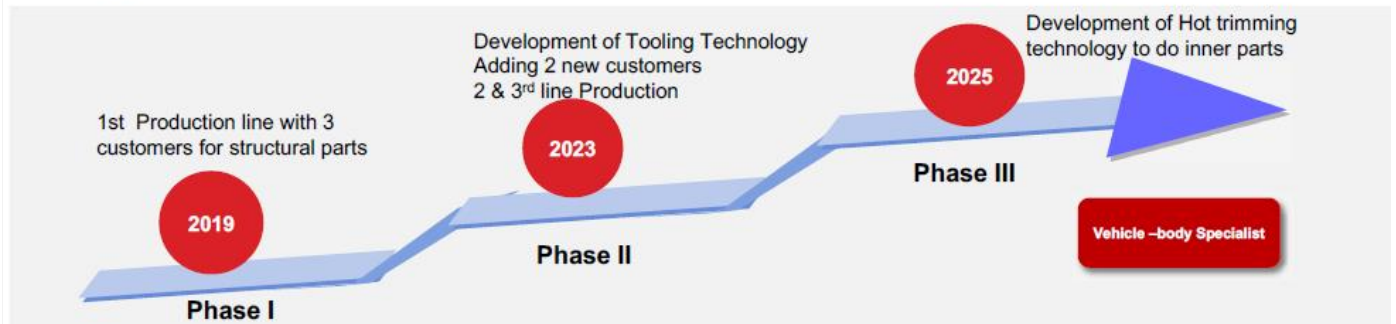 1st Production line with 3
customers for structural parts
2019
Phase I
Development of Tooling Technology
Adding 2 new customers
2 & 3rd line Production
2023
Phase II
Development of Hot trimming
technology to do inner parts
2025
Phase III
Vehicle –body Specialist